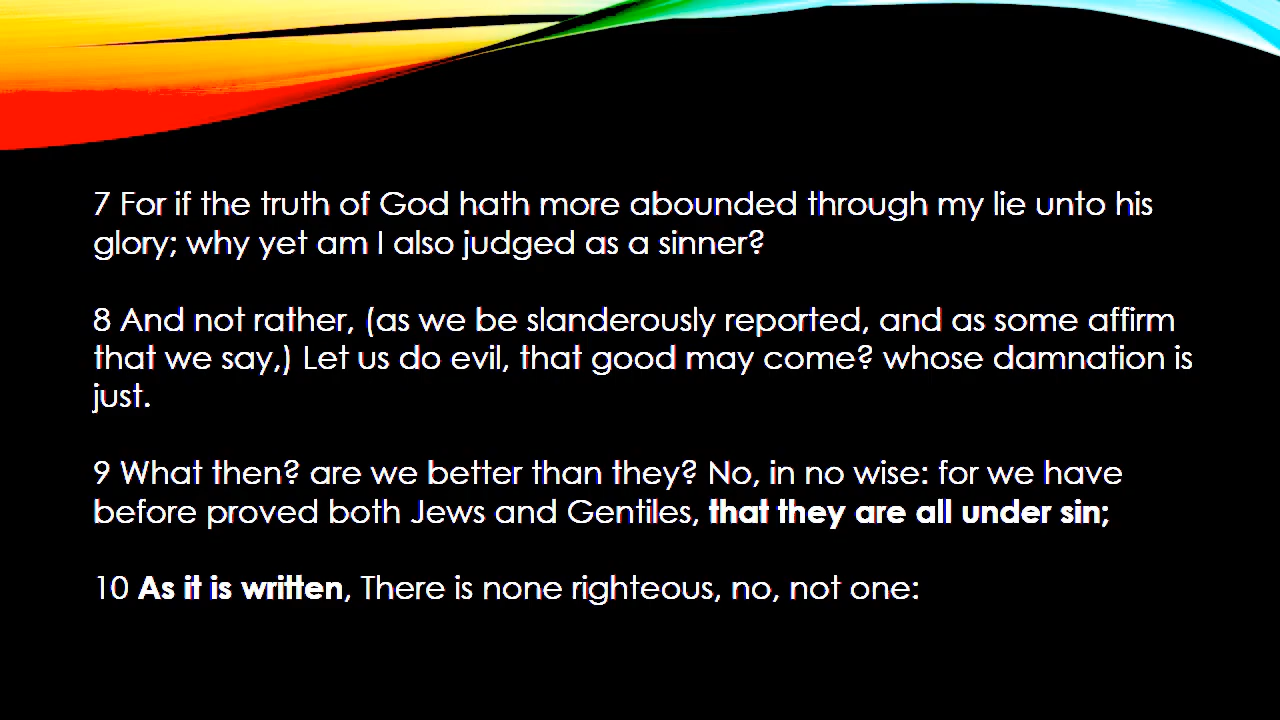 7 For if the truth of God hath more abounded through my lie unto his
glory; why yet am I also judged as a sinner?
8 And not rather, (as we be slanderously reported, and as some affirm
that we say,) Let us do evil, that good may come? whose damnation is
just.
9 What then? are we better than they? No, in no wise: for we have
before proved both Jews and Gentiles, that they are all under sin;
10 As it is written, There is none righteous, no, not one: